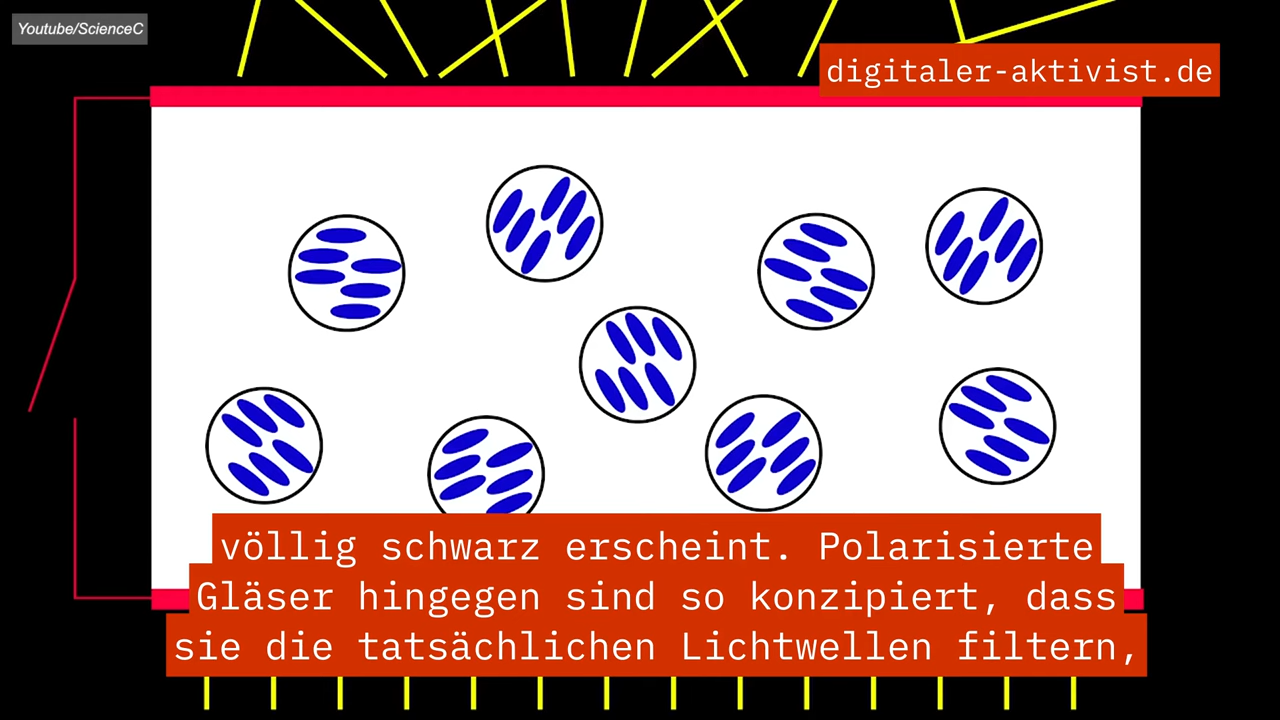 Youtube/ScienceC
digitaler-aktivist.de
völlig schwarz erscheint. Polarisierte
Gläser hingegen sind so konzipiert, dass
sie die tatsächlichen Lichtwellen filtern,